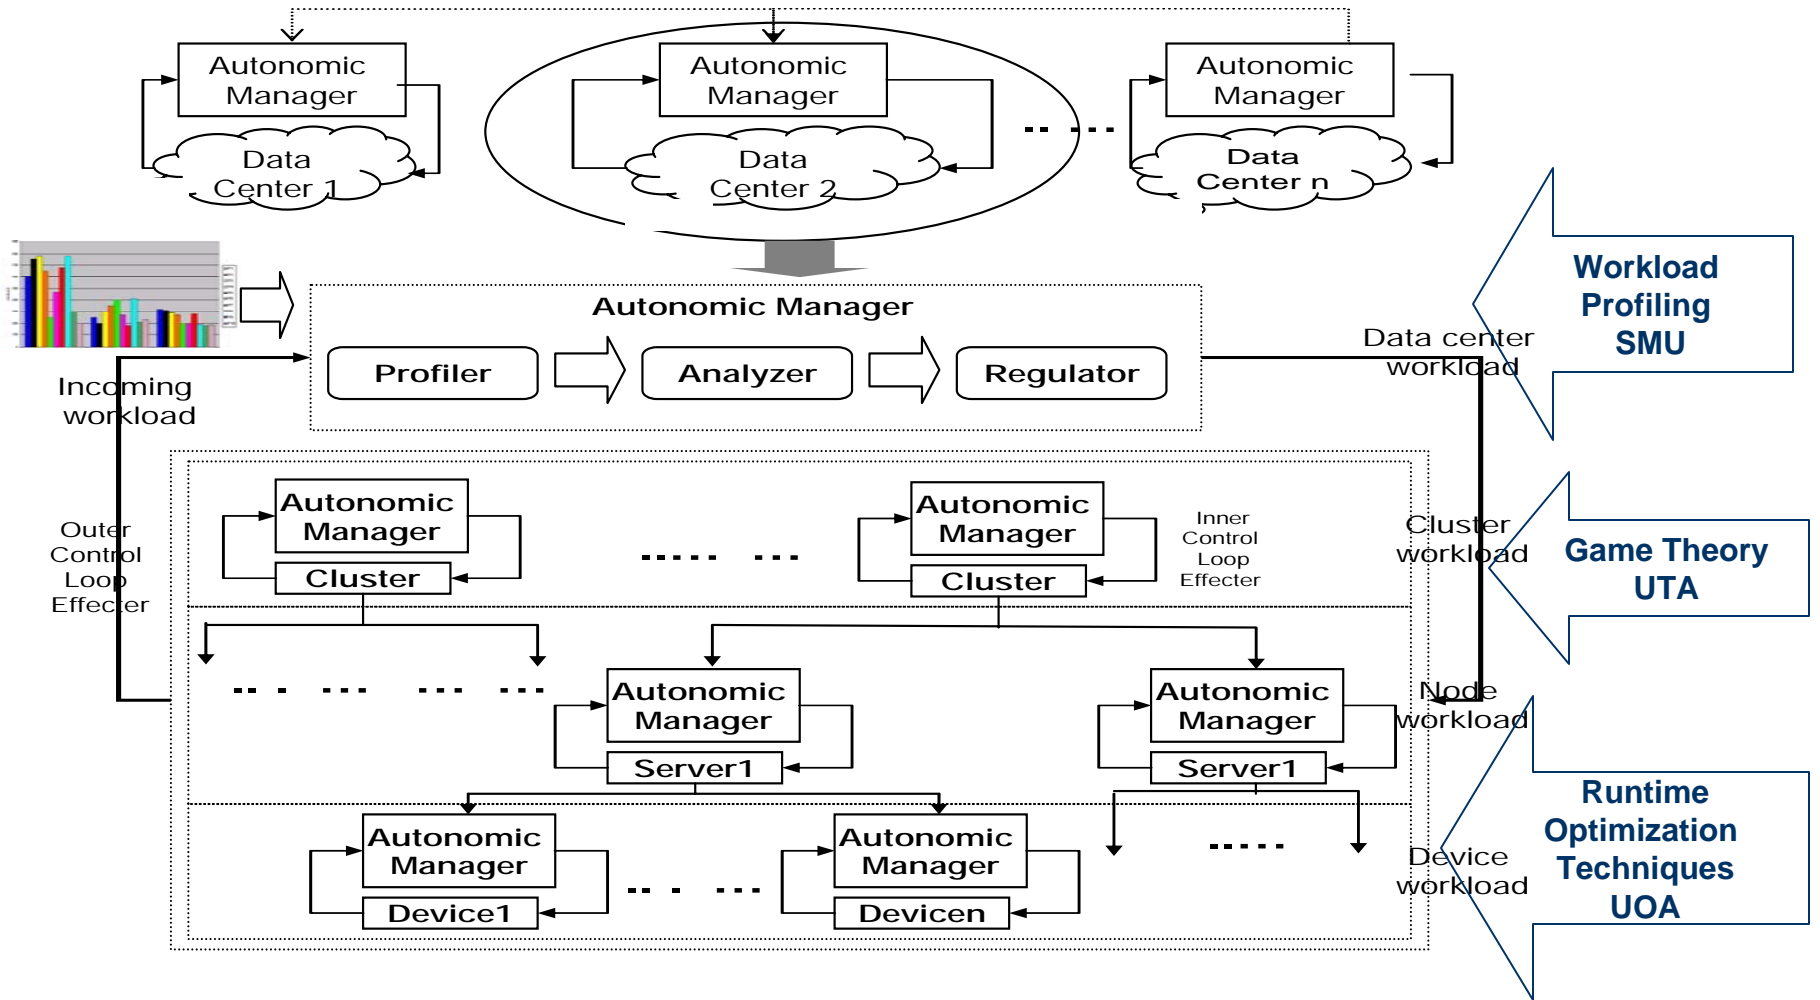 Autonomic
Manager
Autonomic
Manager
Autonomic
Manager
Data
Center 1
Data
Center 2
Data
Center n
Autonomic Manager
Profiler
Analyzer
Regulator
Incoming
workload
Data center
workload
Workload
Profiling
SMU
Autonomic
Manager
Cluster
Autonomic
Manager
Cluster
Outer
Control
Loop
Effecter
Inner
Control
Loop
Effecter
Cluster
workload
Game Theory
UTA
Autonomic
Manager
Server1
Autonomic
Manager
Server1
Node
workload
Autonomic
Manager
Device1
Autonomic
Manager
Devicen
Device
workload
Runtime
Optimization
Techniques
UOA